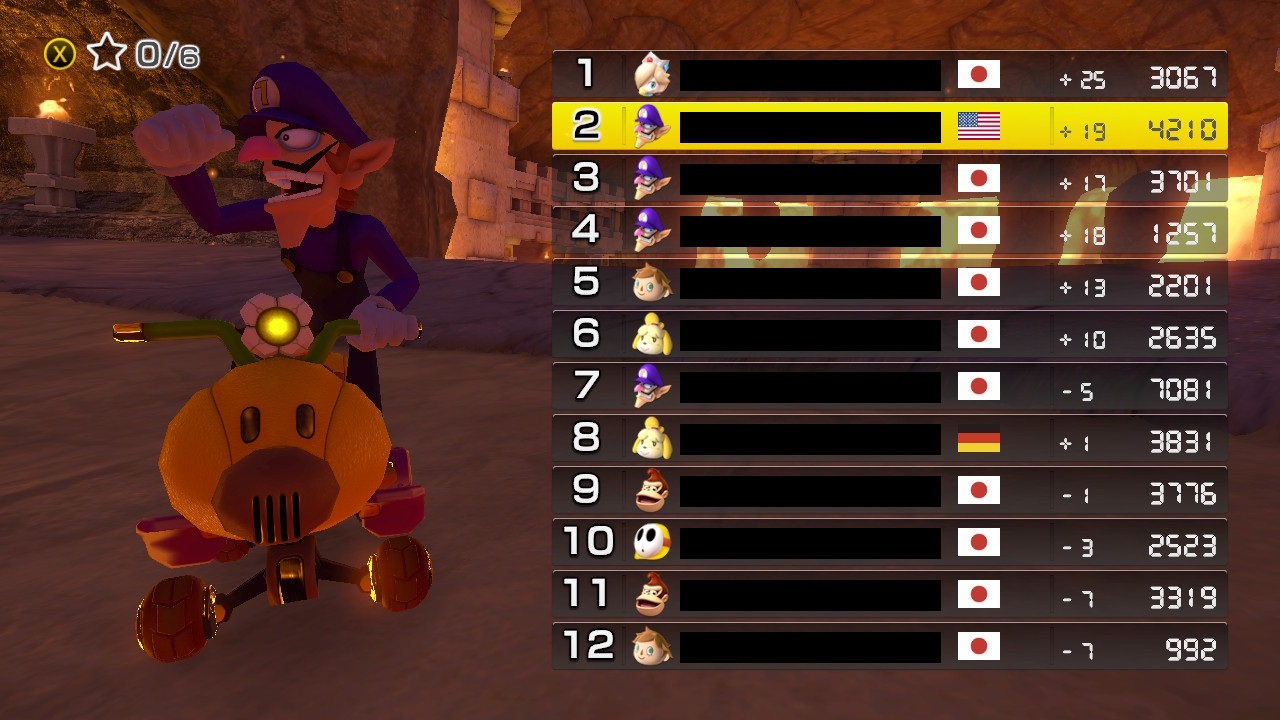 X 0/6
1 + 25 3067
2 + 19 4210
3 + 17 3701
4 + 18 1257
5 + 13 2201
6 + 10 2635
7 - 5 7081
8 + 1 3831
9 - 1 3776
10 - 3 2523
11 - 7 3319
12 - 7 992